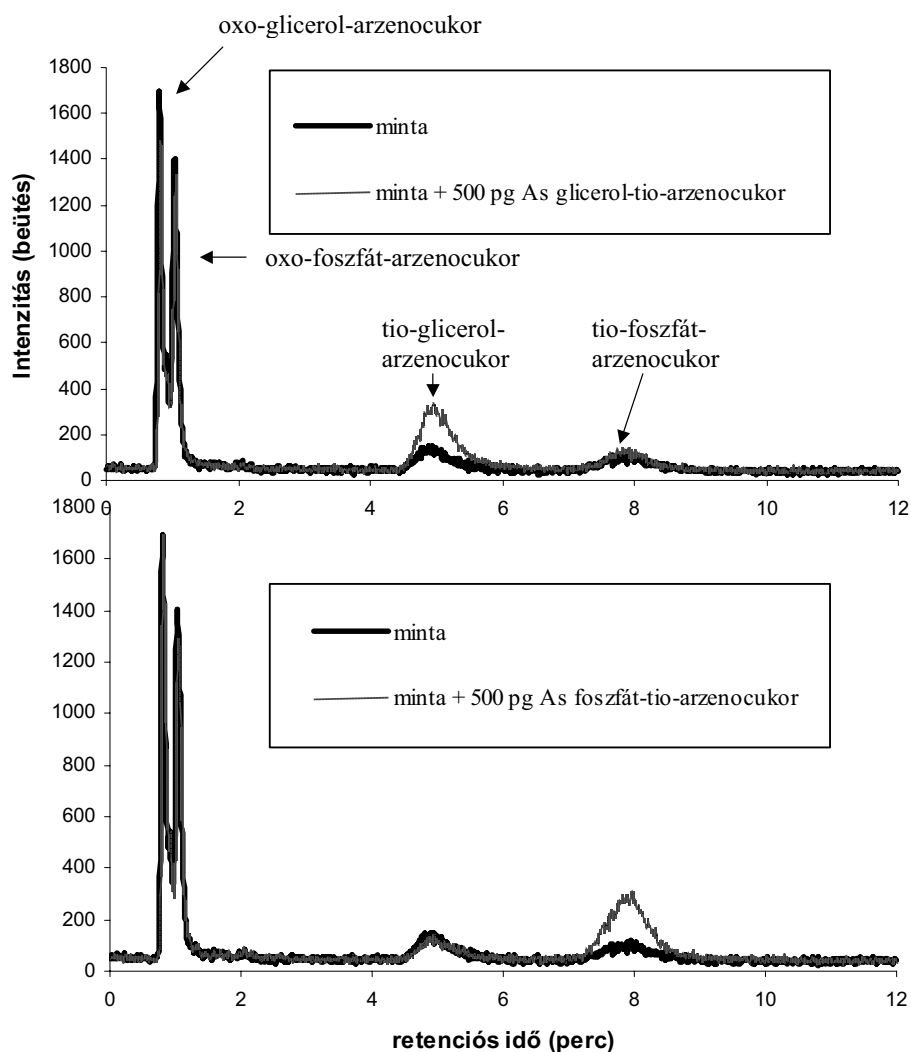 oxo-glicerol-arzenocukor
1800
1600
1400
1200
1000
800
600
400
200
0
Intenzitás (beütés)
minta
minta + 500 pg As glicerol-tio-arzenocukor
oxo-foszfát-arzenocukor
tio-glicerol-
arzenocukor
tio-foszfát-
arzenocukor
0 2 4 6 8 10 12
1800
1600
1400
1200
1000
800
600
400
200
0
minta
minta + 500 pg As foszfát-tio-arzenocukor
0 2 4 6 8 10 12
retenciós idő (perc)